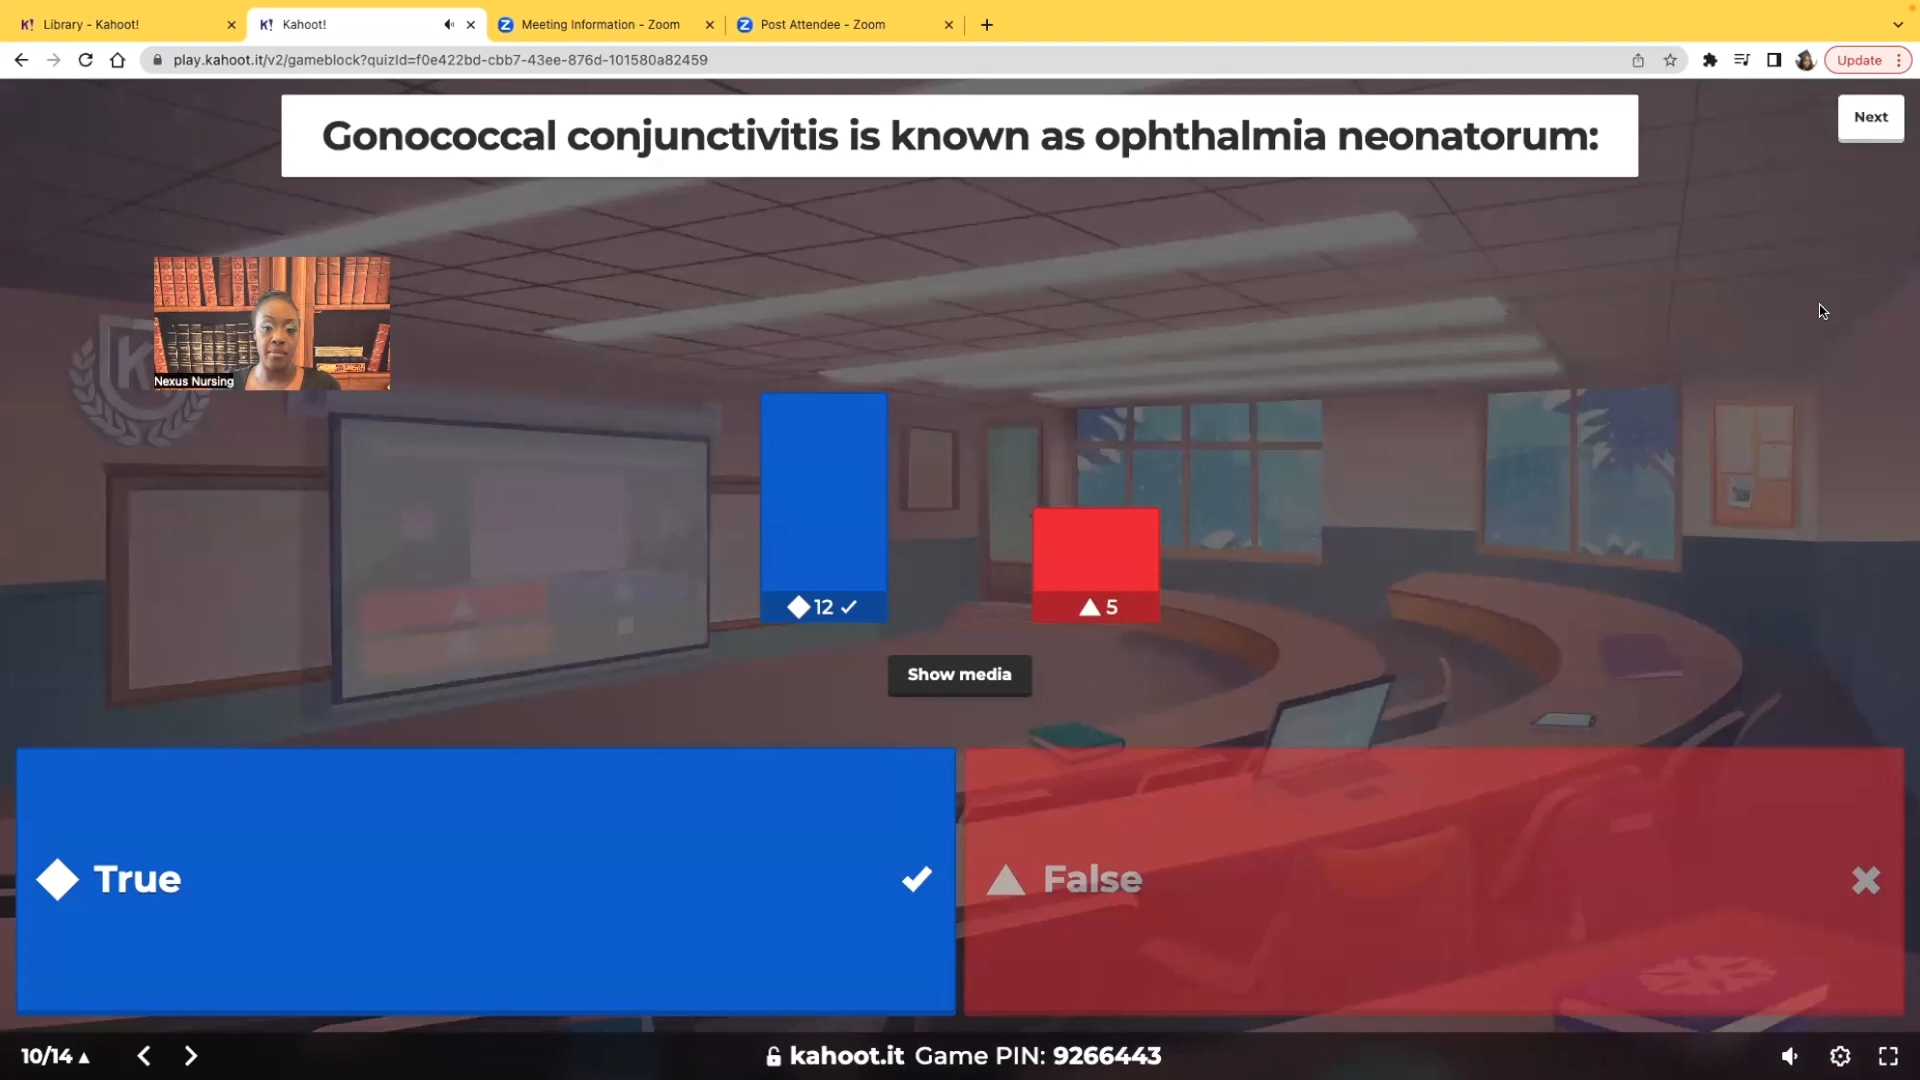 K! Library - Kahoot!
K! Kahoot!
Z Meeting Information - Zoom
Z Post Attendee - Zoom
play.kahoot.it/v2/gameblock?quizId=f0e422bd-cbb7-43ee-876d-101580a82459
Update
Gonococcal conjunctivitis is known as ophthalmia neonatorum:
Next
K
Nexus Nursing
12
5
Show media
True
False
10/14
kahoot.it Game PIN: 9266443